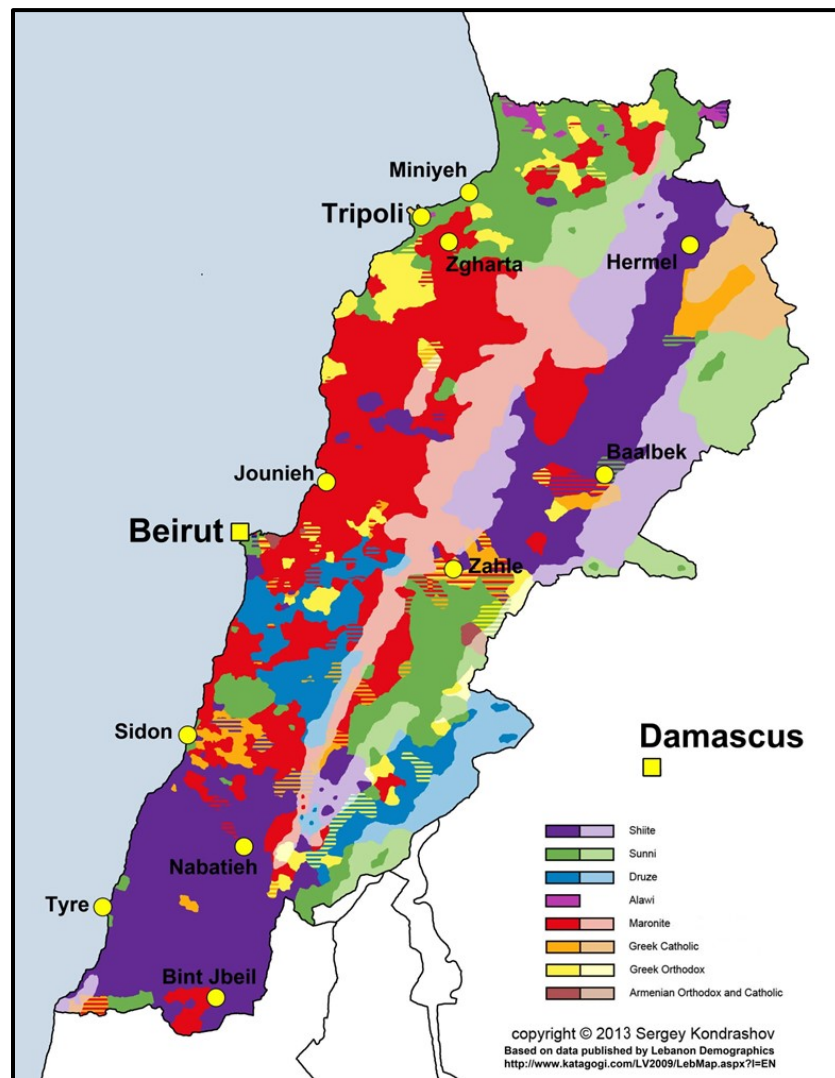 Miniyeh
Tripoli
Zgharta
Hermel
Baalbek
Jounieh
Beirut
Zahle
Sidon
Damascus
Nabatieh
Tyre
Bint Jbeil
Shiite
Sunni
Druze
Alawi
Maronite
Greek Catholic
Greek Orthodox
Armenian Orthodox and Catholic
copyright © 2013 Sergey Kondrashov
Based on data published by Lebanon Demographics
http://www.katagogi.com/LV2009/LebMap.aspx?l=EN